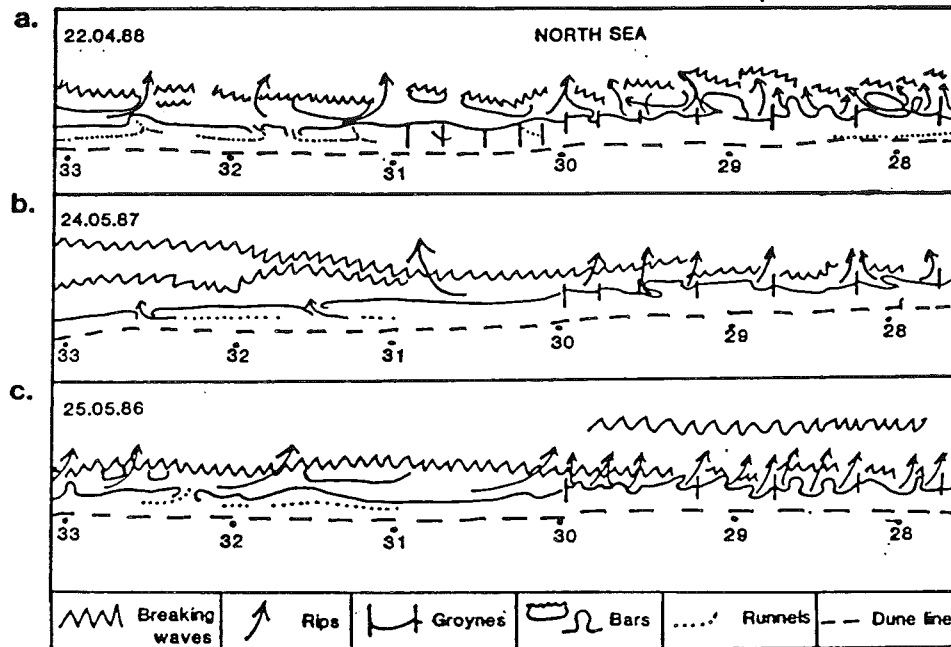 a.
22.04.88
NORTH SEA
33 32 31 30 29 28
b.
24.05.87
33 32 31 30 29 28
c.
25.05.86
33 32 31 30 29 28
Breaking waves
Rips
Groynes
Bars
Runnels
Dune line